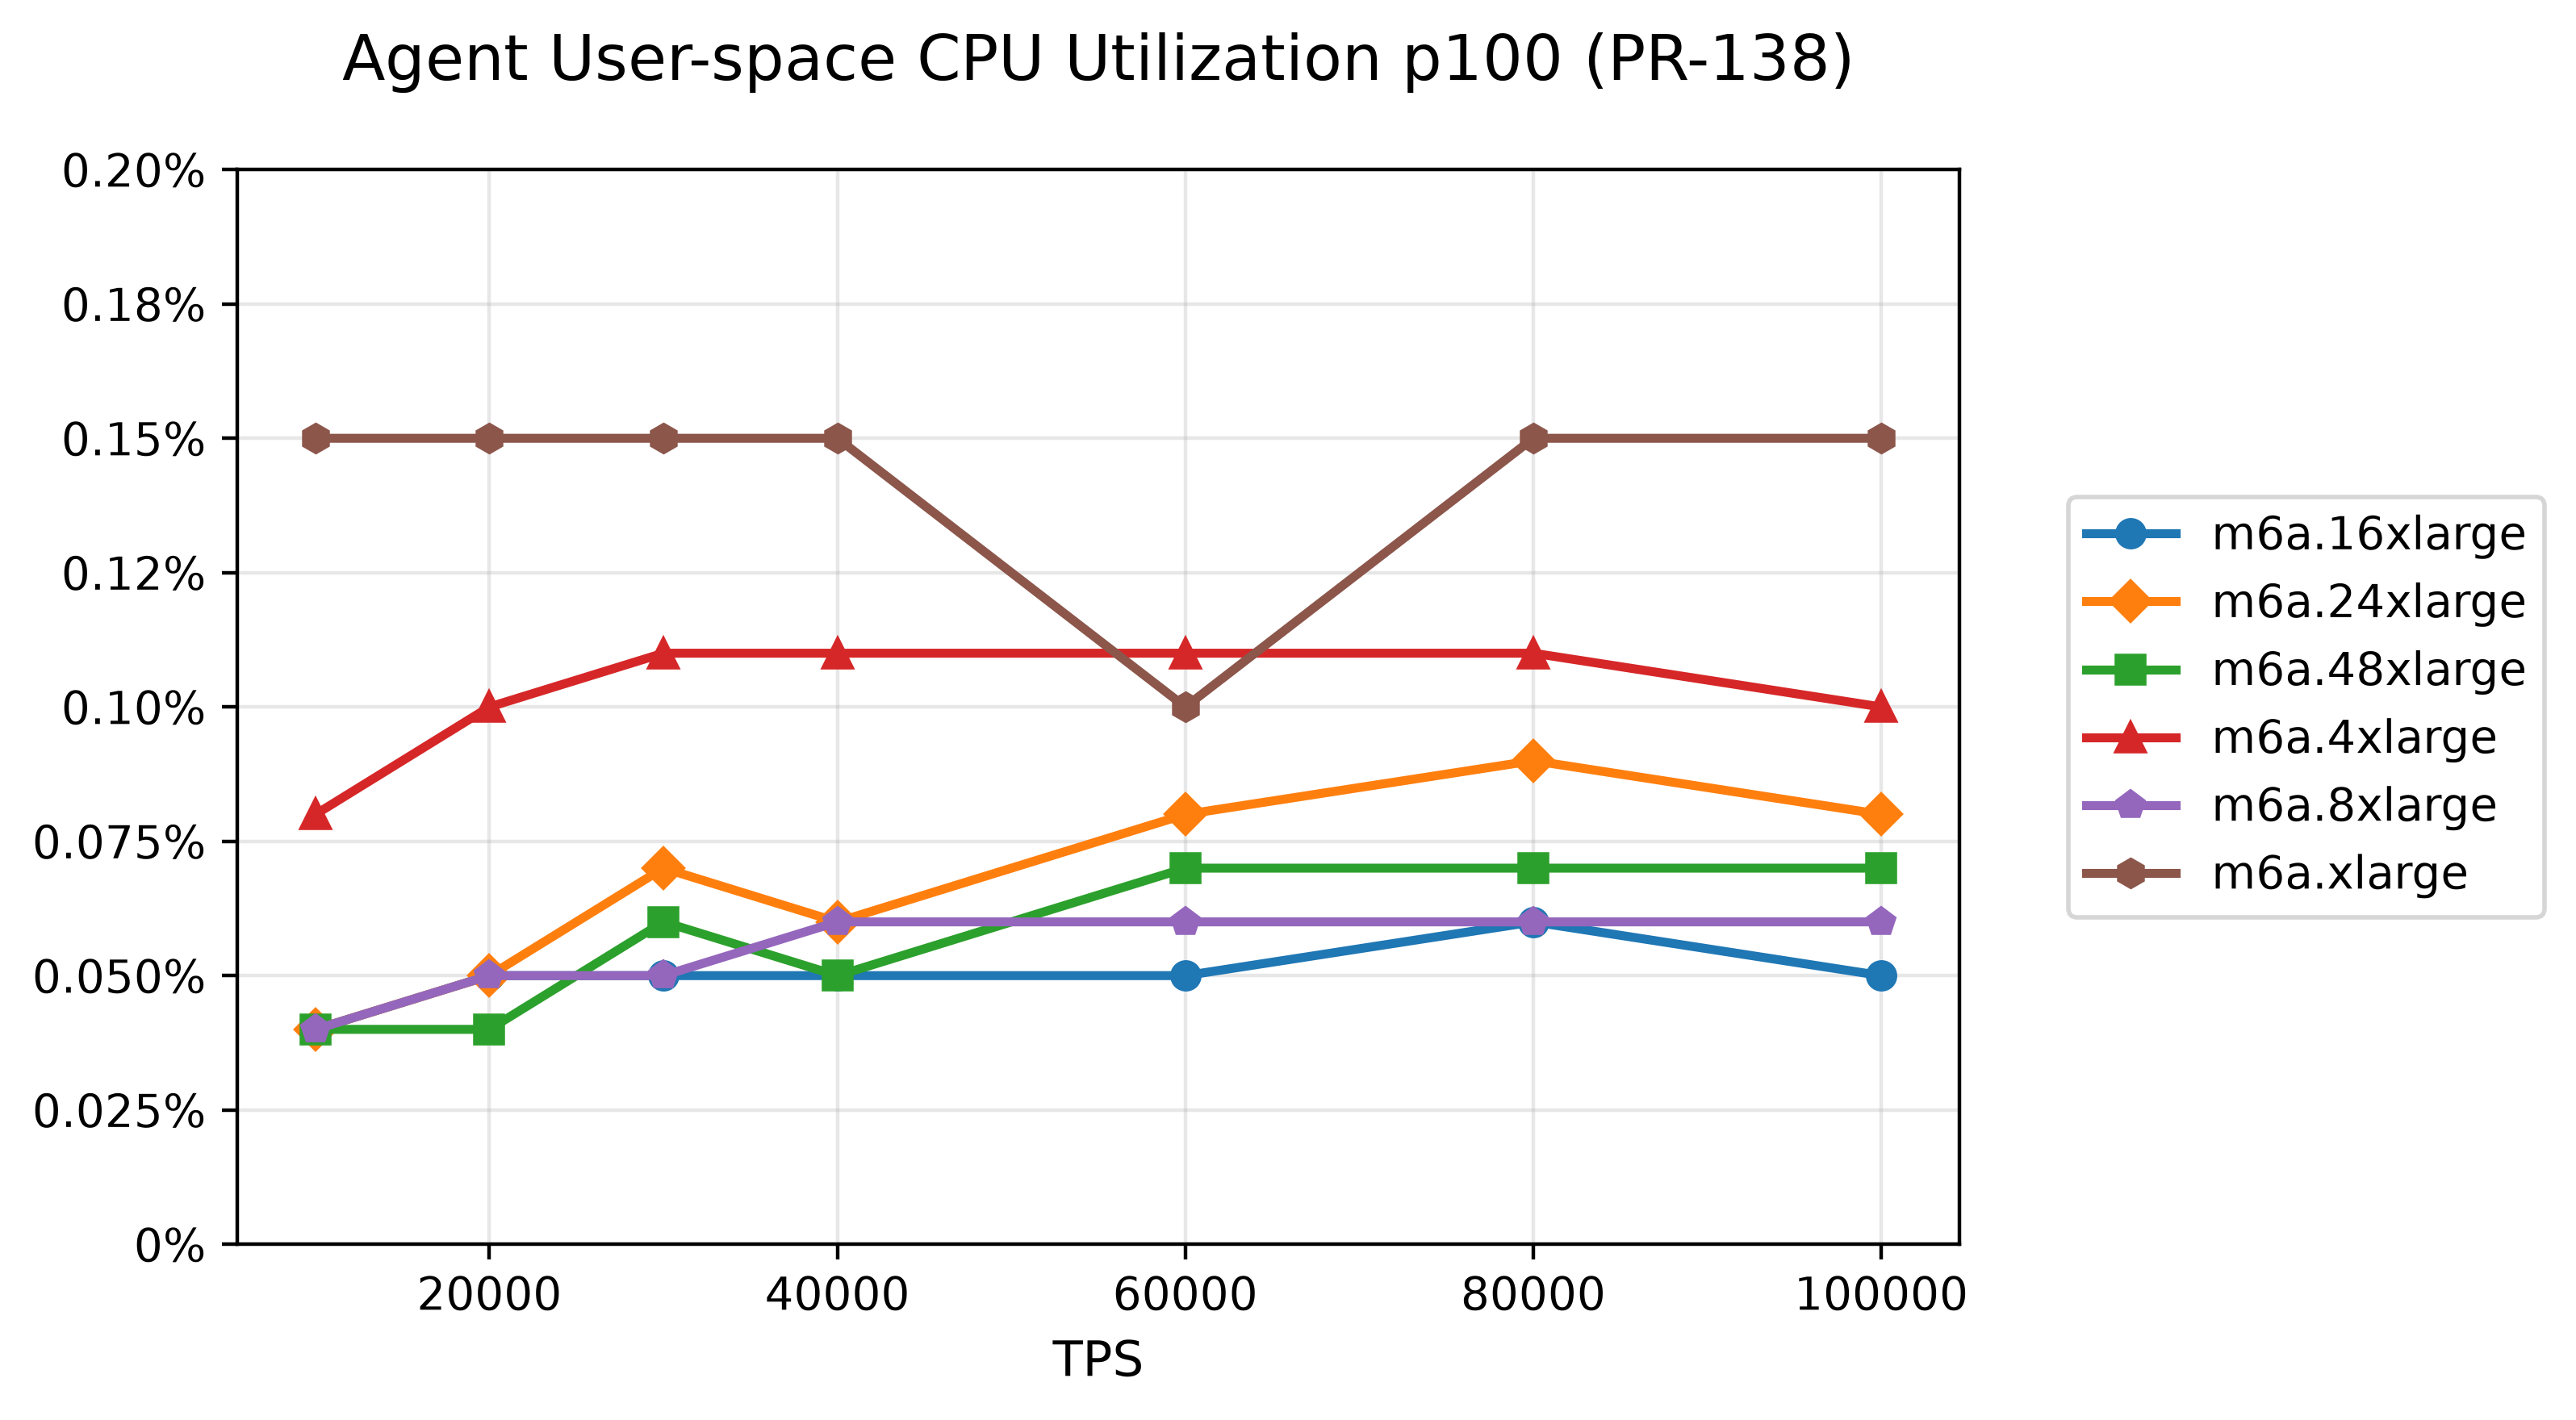 Agent User-space CPU Utilization p100 (PR-138)
0.20%
0.18%
0.15%
0.12%
0.10%
0.075%
0.050%
0.025%
0%
20000 40000 60000 80000 100000
TPS
m6a.16xlarge
m6a.24xlarge
m6a.48xlarge
m6a.4xlarge
m6a.8xlarge
m6a.xlarge